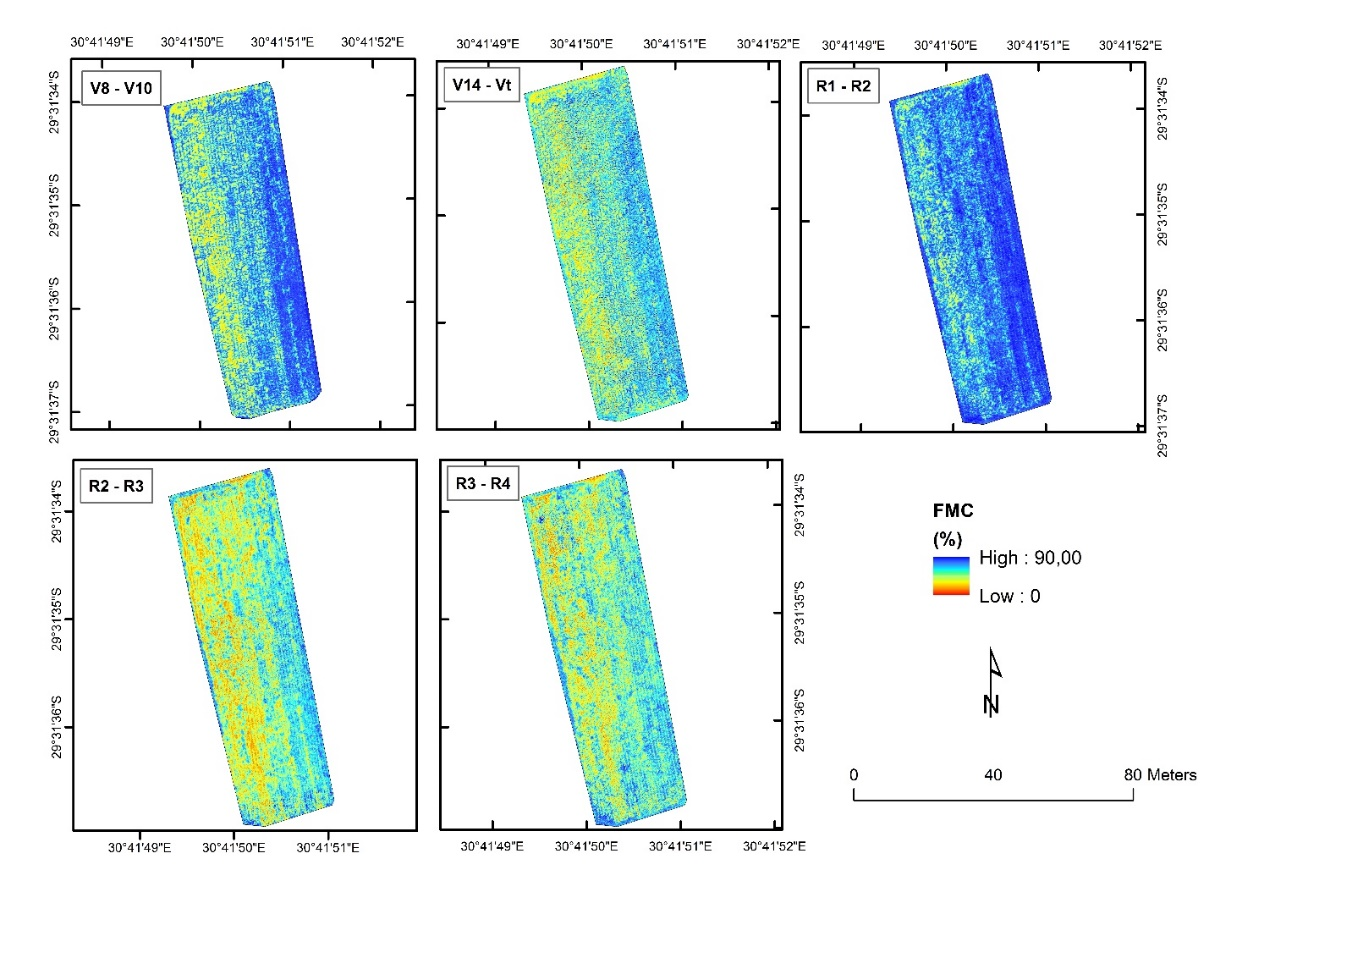 30°41'49"E 30°41'50"E 30°41'51"E 30°41'52"E
30°41'49"E 30°41'50"E 30°41'51"E 30°41'52"E
30°41'49"E 30°41'50"E 30°41'51"E 30°41'52"E
V8 - V10
V14 - Vt
R1 - R2
29°31'34"S
29°31'35"S
29°31'36"S
29°31'37"S
29°31'34"S
29°31'35"S
29°31'36"S
29°31'37"S
R2 - R3
R3 - R4
29°31'34"S
29°31'35"S
29°31'36"S
29°31'34"S
29°31'35"S
29°31'36"S
FMC
(%)
High : 90,00
Low : 0
N
0 40 80 Meters
30°41'49"E 30°41'50"E 30°41'51"E
30°41'49"E 30°41'50"E 30°41'51"E 30°41'52"E